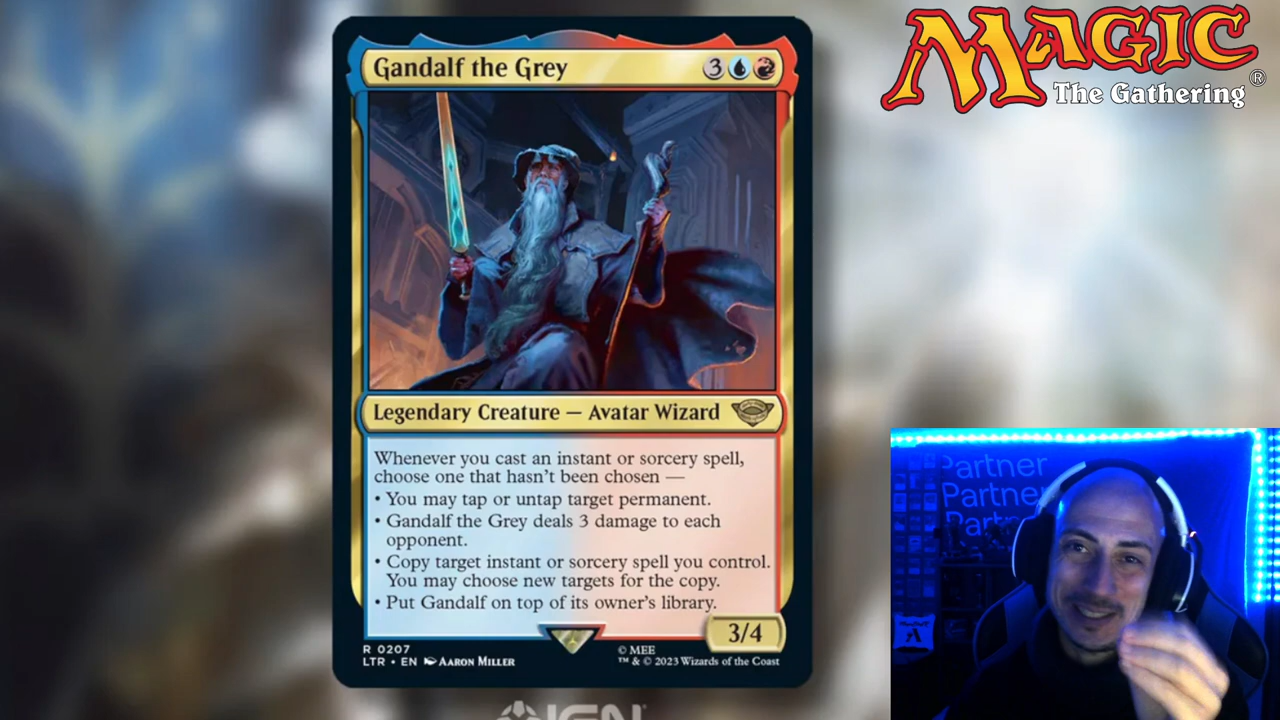 Gandalf the Grey
3
MAGIC
The Gathering®
Legendary Creature — Avatar Wizard
Whenever you cast an instant or sorcery spell,
choose one that hasn't been chosen —
• You may tap or untap target permanent.
• Gandalf the Grey deals 3 damage to each
opponent.
• Copy target instant or sorcery spell you control.
You may choose new targets for the copy.
• Put Gandalf on top of its owner's library.
3/4
R 0207
LTR • EN AARON MILLER
© MEE
™ & © 2023 Wizards of the Coast
IGN
Partner
Partner
Partn